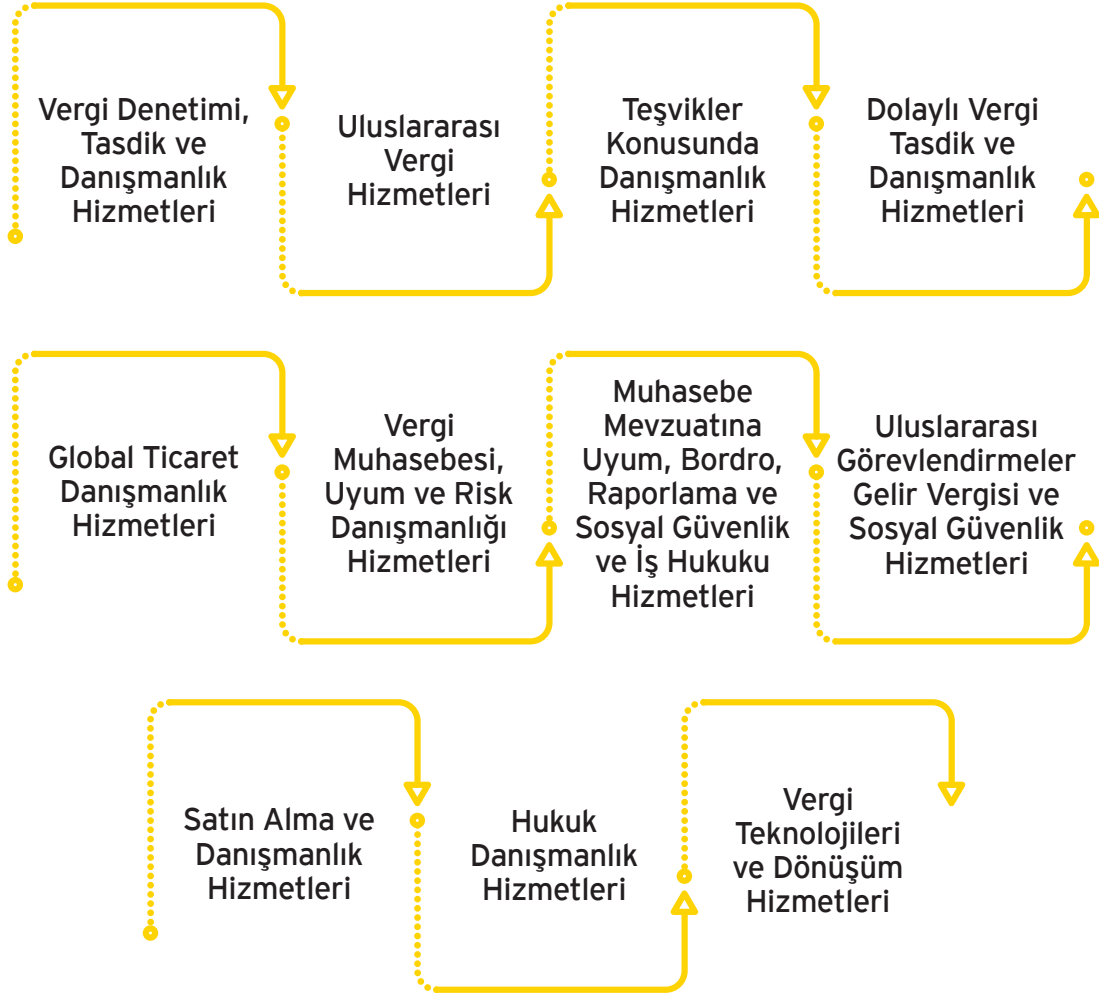 Vergi Denetimi,
Tasdik ve
Danışmanlık
Hizmetleri
Uluslararası
Vergi
Hizmetleri
Teşvikler
Konusunda
Danışmanlık
Hizmetleri
Dolaylı Vergi
Tasdik ve
Danışmanlık
Hizmetleri
Global Ticaret
Danışmanlık
Hizmetleri
Vergi
Muhasebesi,
Uyum ve Risk
Danışmanlığı
Hizmetleri
Muhasebe
Mevzuatına
Uyum, Bordro,
Raporlama ve
Sosyal Güvenlik
ve İş Hukuku
Hizmetleri
Uluslararası
Görevlendirmeler
Gelir Vergisi ve
Sosyal Güvenlik
Hizmetleri
Satın Alma ve
Danışmanlık
Hizmetleri
Hukuk
Danışmanlık
Hizmetleri
Vergi
Teknolojileri
ve Dönüşüm
Hizmetleri